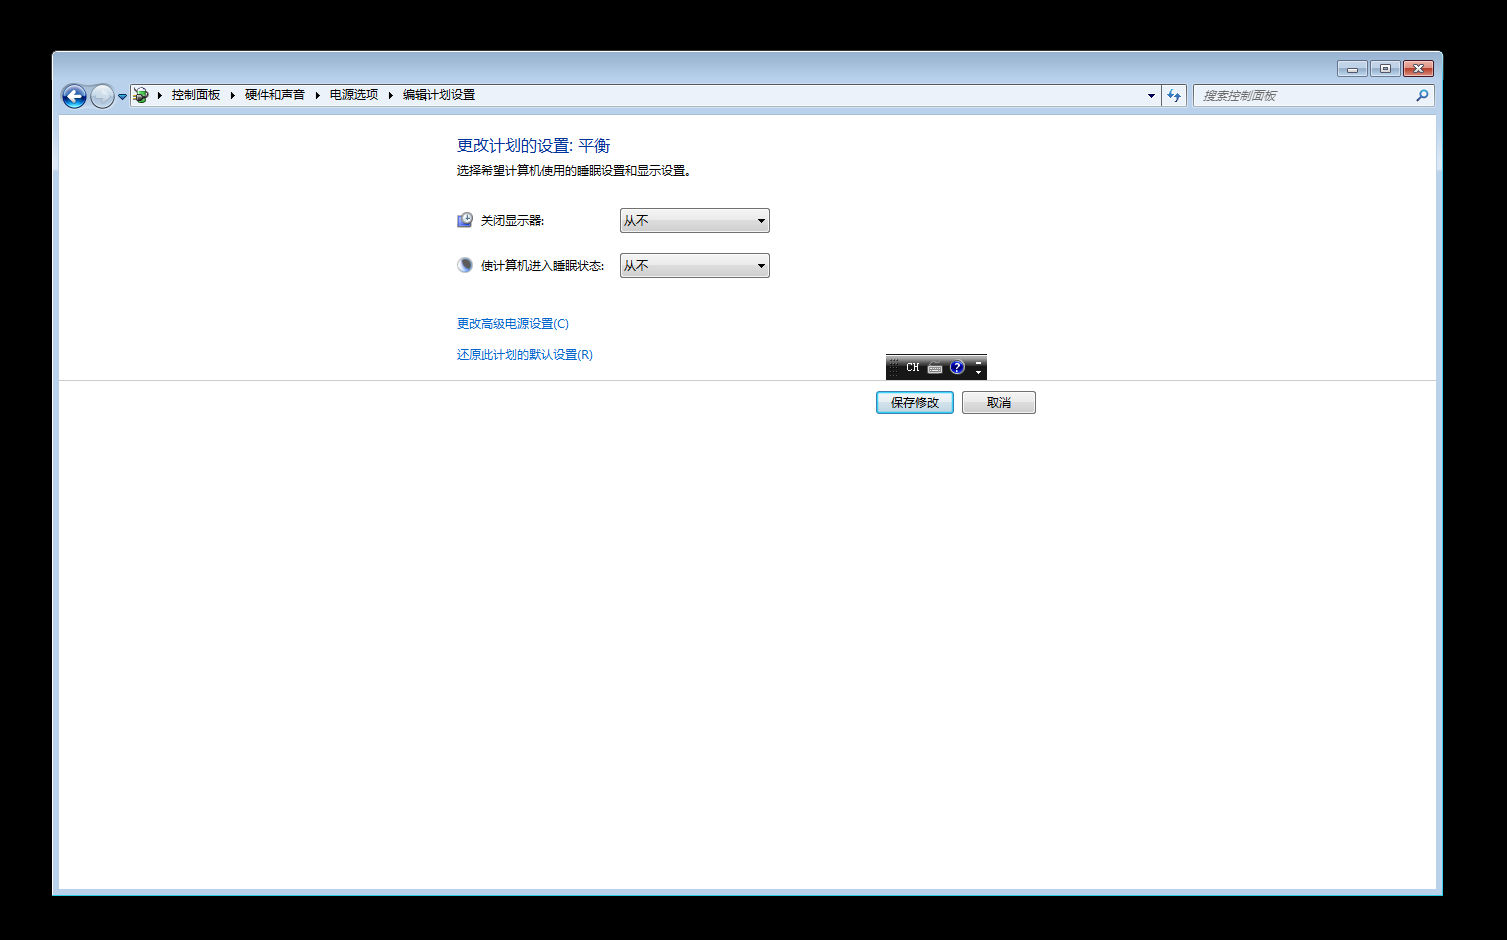 控制面板 硬件和声音 电源选项 编辑计划设置
搜索控制面板
更改计划的设置: 平衡
选择希望计算机使用的睡眠设置和显示设置。
关闭显示器: 从不
使计算机进入睡眠状态: 从不
更改高级电源设置(C)
还原此计划的默认设置(R)
CH ?
保存修改 取消